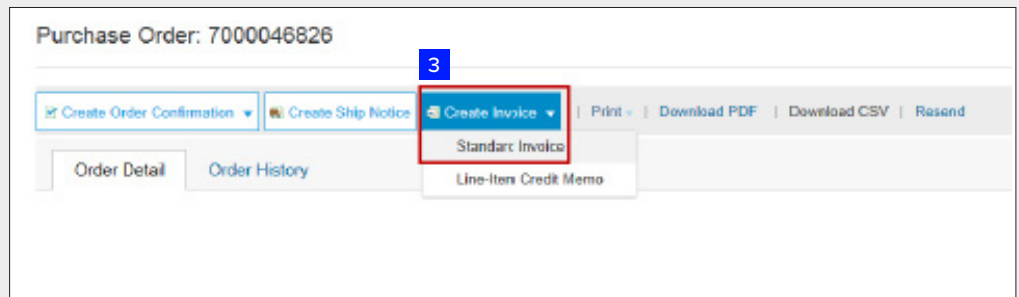 Purchase Order: 7000046826
3
Create Order Confirmation Create Ship Notice Create Invoice | Print | Download PDF | Download CSV | Resend
Standard Invoice
Order Detail Order History
Line-Item Credit Memo